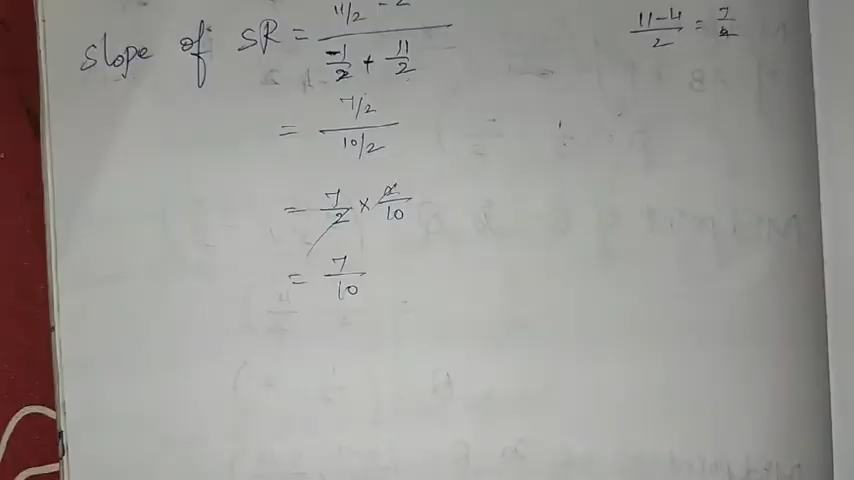 Slope of SR = (11/2 - 2) / (-1/2 + 11/2)
(11-4)/2 = 7/2
= (7/2) / (10/2)
= 7/2 × 2/10
= 7/10